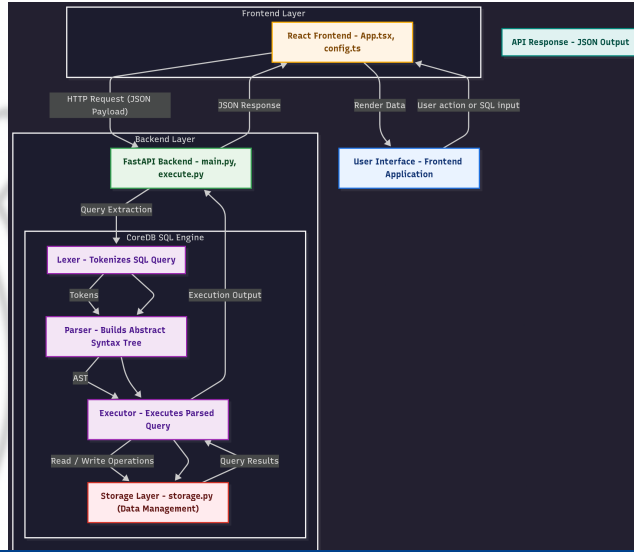 Frontend Layer
React Frontend - App.tsx,
config.ts
API Response - JSON Output
HTTP Request (JSON
Payload)
JSON Response
Render Data
User action or SQL input
Backend Layer
FastAPI Backend - main.py,
execute.py
User Interface - Frontend
Application
Query Extraction
CoreDB SQL Engine
Lexer - Tokenizes SQL Query
Tokens
Execution Output
Parser - Builds Abstract
Syntax Tree
AST
Executor - Executes Parsed
Query
Read / Write Operations
Query Results
Storage Layer - storage.py
(Data Management)